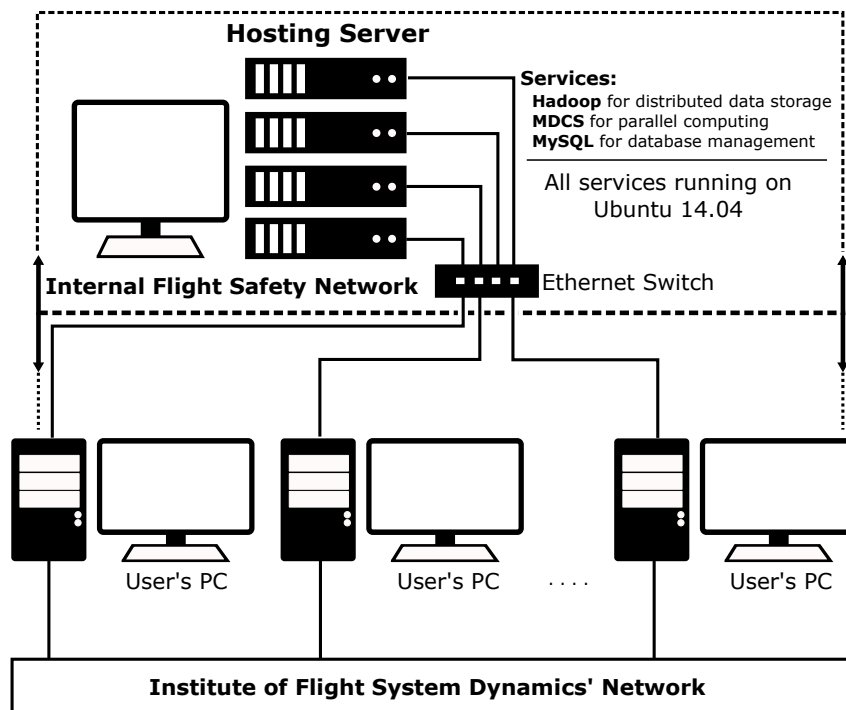 Hosting Server
Services:
Hadoop for distributed data storage
MDCS for parallel computing
MySQL for database management
All services running on
Ubuntu 14.04
Internal Flight Safety Network
Ethernet Switch
User's PC
User's PC
. . . .
User's PC
Institute of Flight System Dynamics' Network